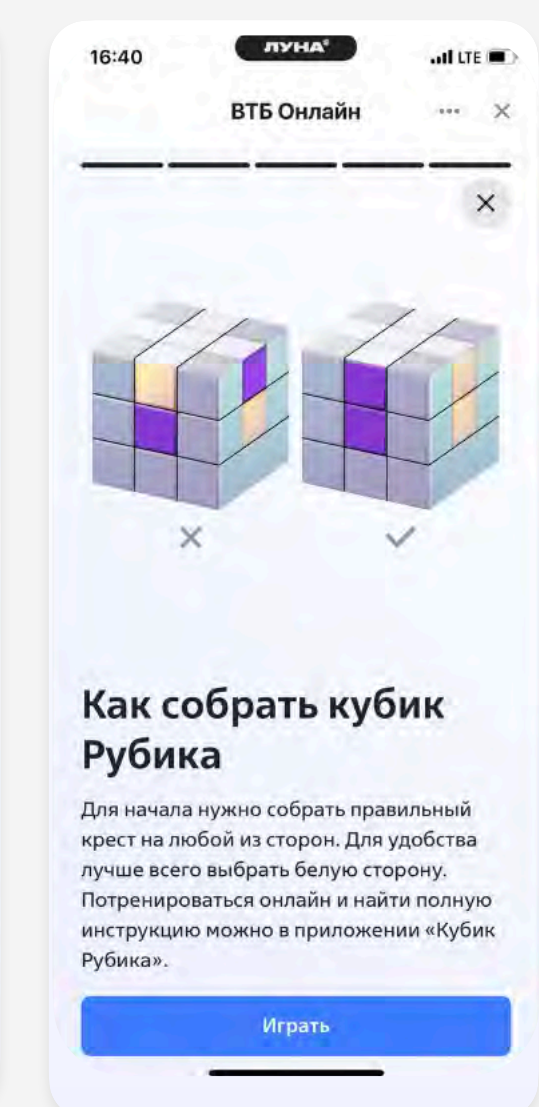 16:40
ЛУНА®
LTE
ВТБ Онлайн
Как собрать кубик
Рубика
Для начала нужно собрать правильный
крест на любой из сторон. Для удобства
лучше всего выбрать белую сторону.
Потренироваться онлайн и найти полную
инструкцию можно в приложении «Кубик
Рубика».
Играть